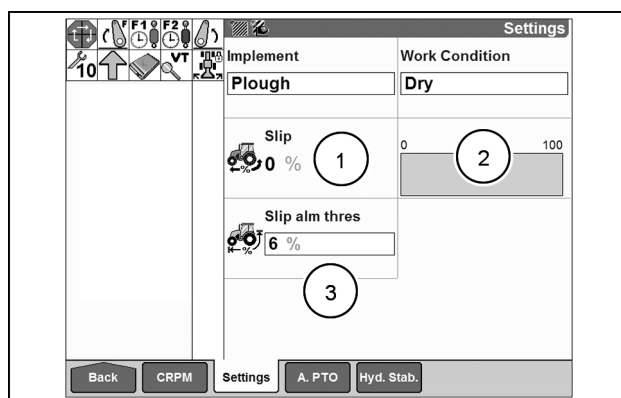 F F1 F2
Settings
10 VT
Implement Work Condition
Plough Dry
Slip
0 100
0 % 1 2
%
Slip alm thres
6 %
%
3
Back CRPM Settings A. PTO Hyd. Stab.